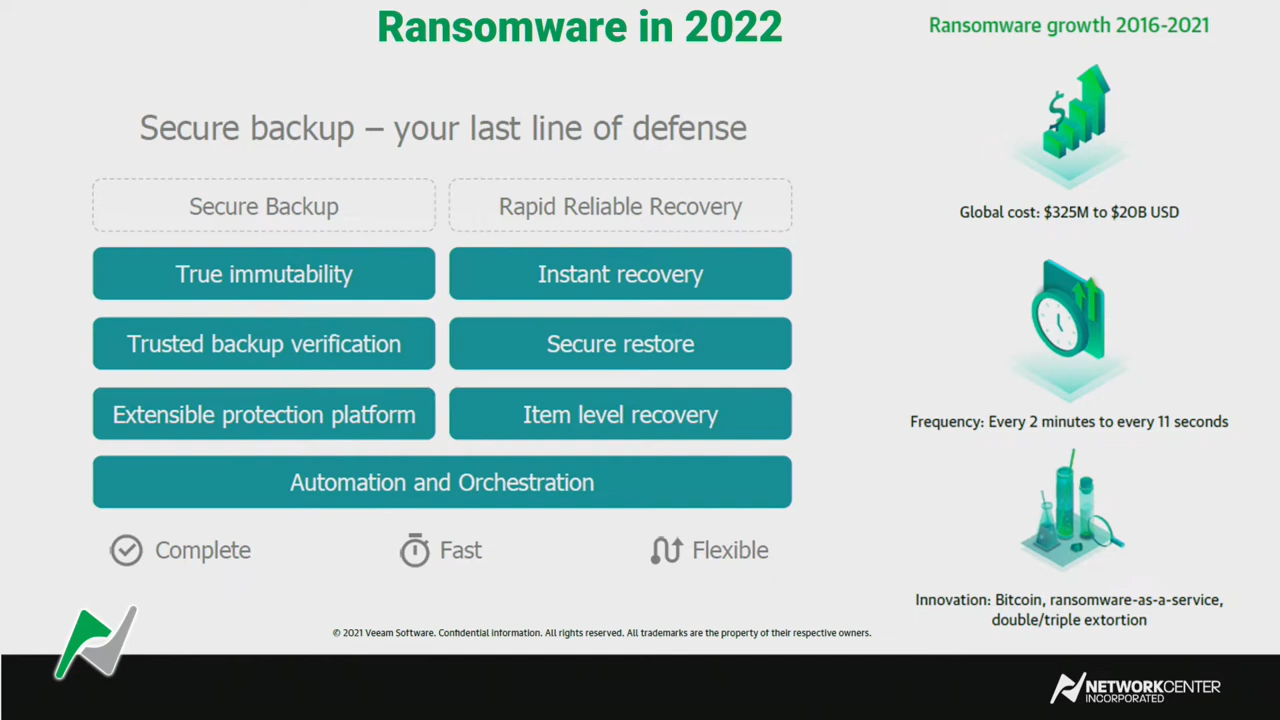 Ransomware in 2022
Secure backup – your last line of defense
Secure Backup
Rapid Reliable Recovery
True immutability
Instant recovery
Trusted backup verification
Secure restore
Extensible protection platform
Item level recovery
Automation and Orchestration
Complete
Fast
Flexible
© 2021 Veeam Software. Confidential information. All rights reserved. All trademarks are the property of their respective owners.
Ransomware growth 2016-2021
Global cost: $325M to $20B USD
Frequency: Every 2 minutes to every 11 seconds
Innovation: Bitcoin, ransomware-as-a-service,
double/triple extortion
NETWORKCENTER
INCORPORATED